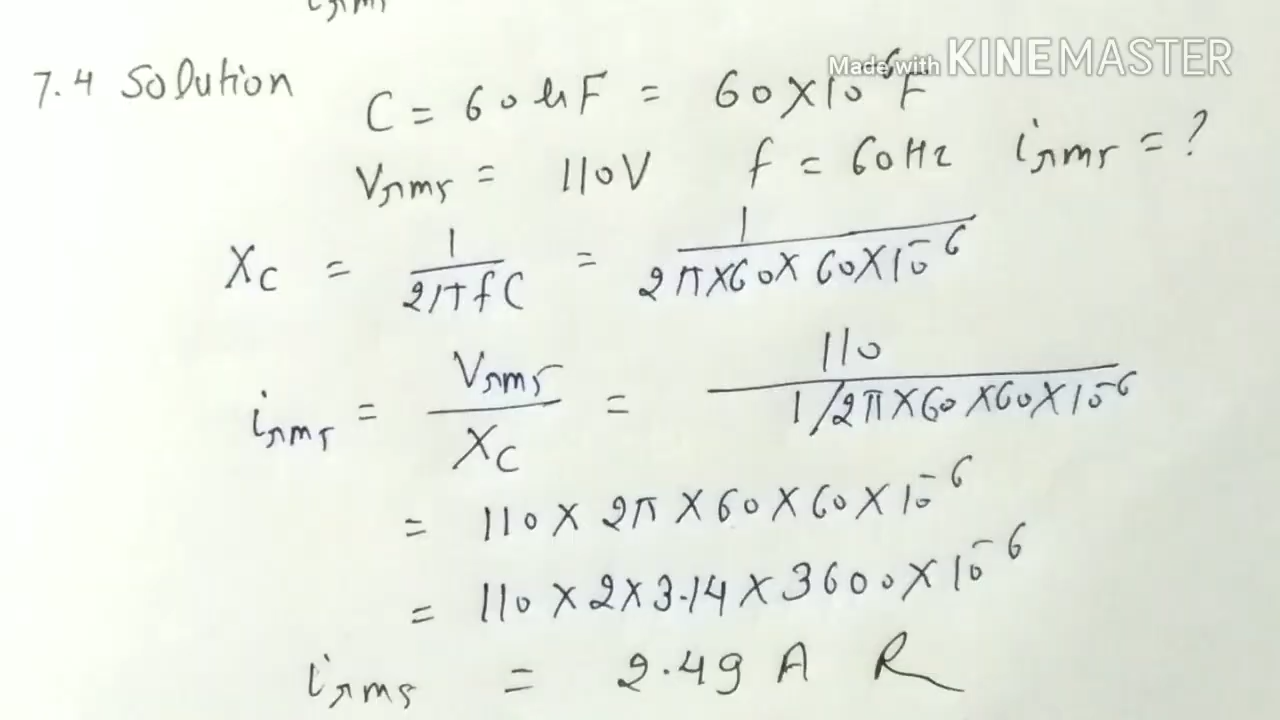 irms
Made with KINEMASTER
7.4 Solution
C = 60 μF = 60×10⁻⁶F
Vrms = 110V f = 60Hz irms = ?
XC = 1/2πfC = 1/2π×60×60×10⁻⁶
irms = Vrms/XC = 110/1/2π×60×60×10⁻⁶
= 110 × 2π × 60 × 60 × 10⁻⁶
= 110 × 2 × 3.14 × 3600 × 10⁻⁶
irms = 2.49 A